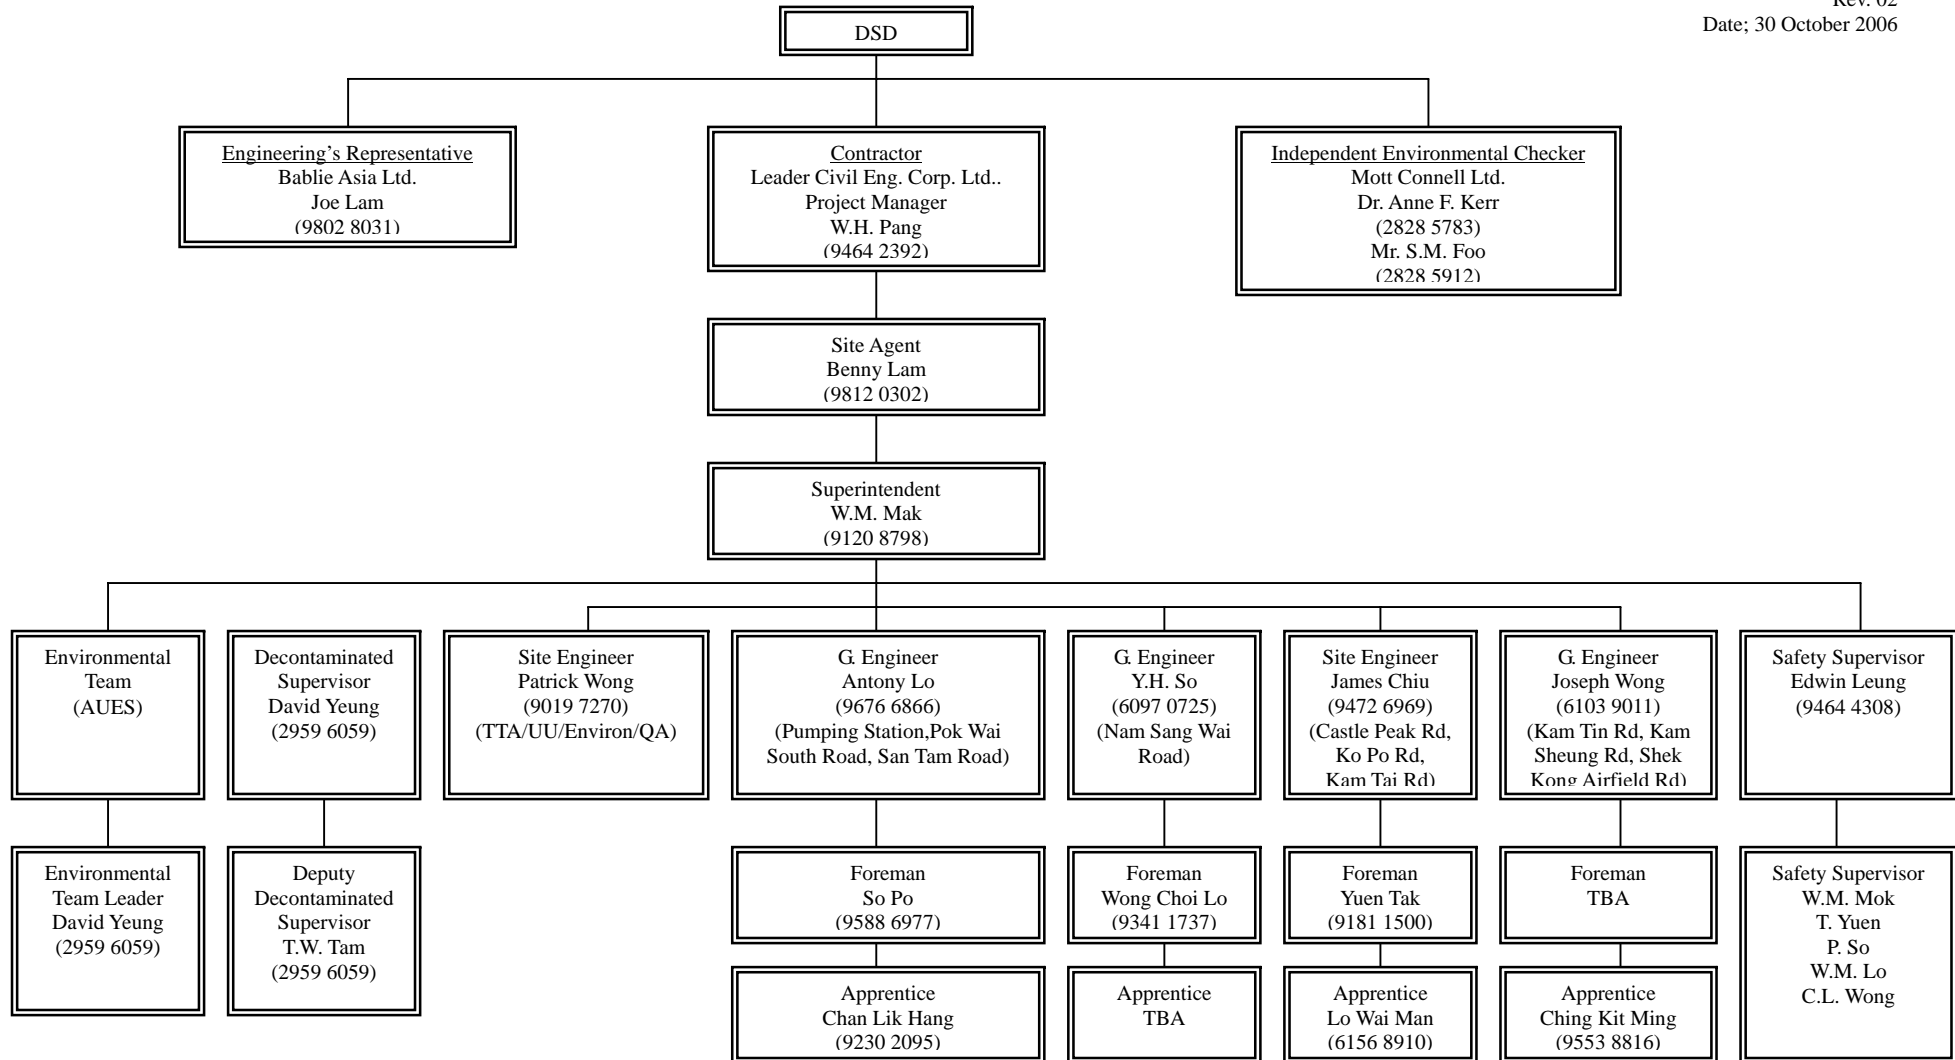 Rev. 02
Date; 30 October 2006
DSD
Engineering's Representative
Bablie Asia Ltd.
Joe Lam
(9802 8031)
Contractor
Leader Civil Eng. Corp. Ltd..
Project Manager
W.H. Pang
(9464 2392)
Independent Environmental Checker
Mott Connell Ltd.
Dr. Anne F. Kerr
(2828 5783)
Mr. S.M. Foo
(2828 5912)
Site Agent
Benny Lam
(9812 0302)
Superintendent
W.M. Mak
(9120 8798)
Environmental
Team
(AUES)
Decontaminated
Supervisor
David Yeung
(2959 6059)
Site Engineer
Patrick Wong
(9019 7270)
(TTA/UU/Environ/QA)
G. Engineer
Antony Lo
(9676 6866)
(Pumping Station,Pok Wai
South Road, San Tam Road)
G. Engineer
Y.H. So
(6097 0725)
(Nam Sang Wai
Road)
Site Engineer
James Chiu
(9472 6969)
(Castle Peak Rd,
Ko Po Rd,
Kam Tai Rd)
G. Engineer
Joseph Wong
(6103 9011)
(Kam Tin Rd, Kam
Sheung Rd, Shek
Kong Airfield Rd)
Safety Supervisor
Edwin Leung
(9464 4308)
Environmental
Team Leader
David Yeung
(2959 6059)
Deputy
Decontaminated
Supervisor
T.W. Tam
(2959 6059)
Foreman
So Po
(9588 6977)
Foreman
Wong Choi Lo
(9341 1737)
Foreman
Yuen Tak
(9181 1500)
Foreman
TBA
Safety Supervisor
W.M. Mok
T. Yuen
P. So
W.M. Lo
C.L. Wong
Apprentice
Chan Lik Hang
(9230 2095)
Apprentice
TBA
Apprentice
Lo Wai Man
(6156 8910)
Apprentice
Ching Kit Ming
(9553 8816)